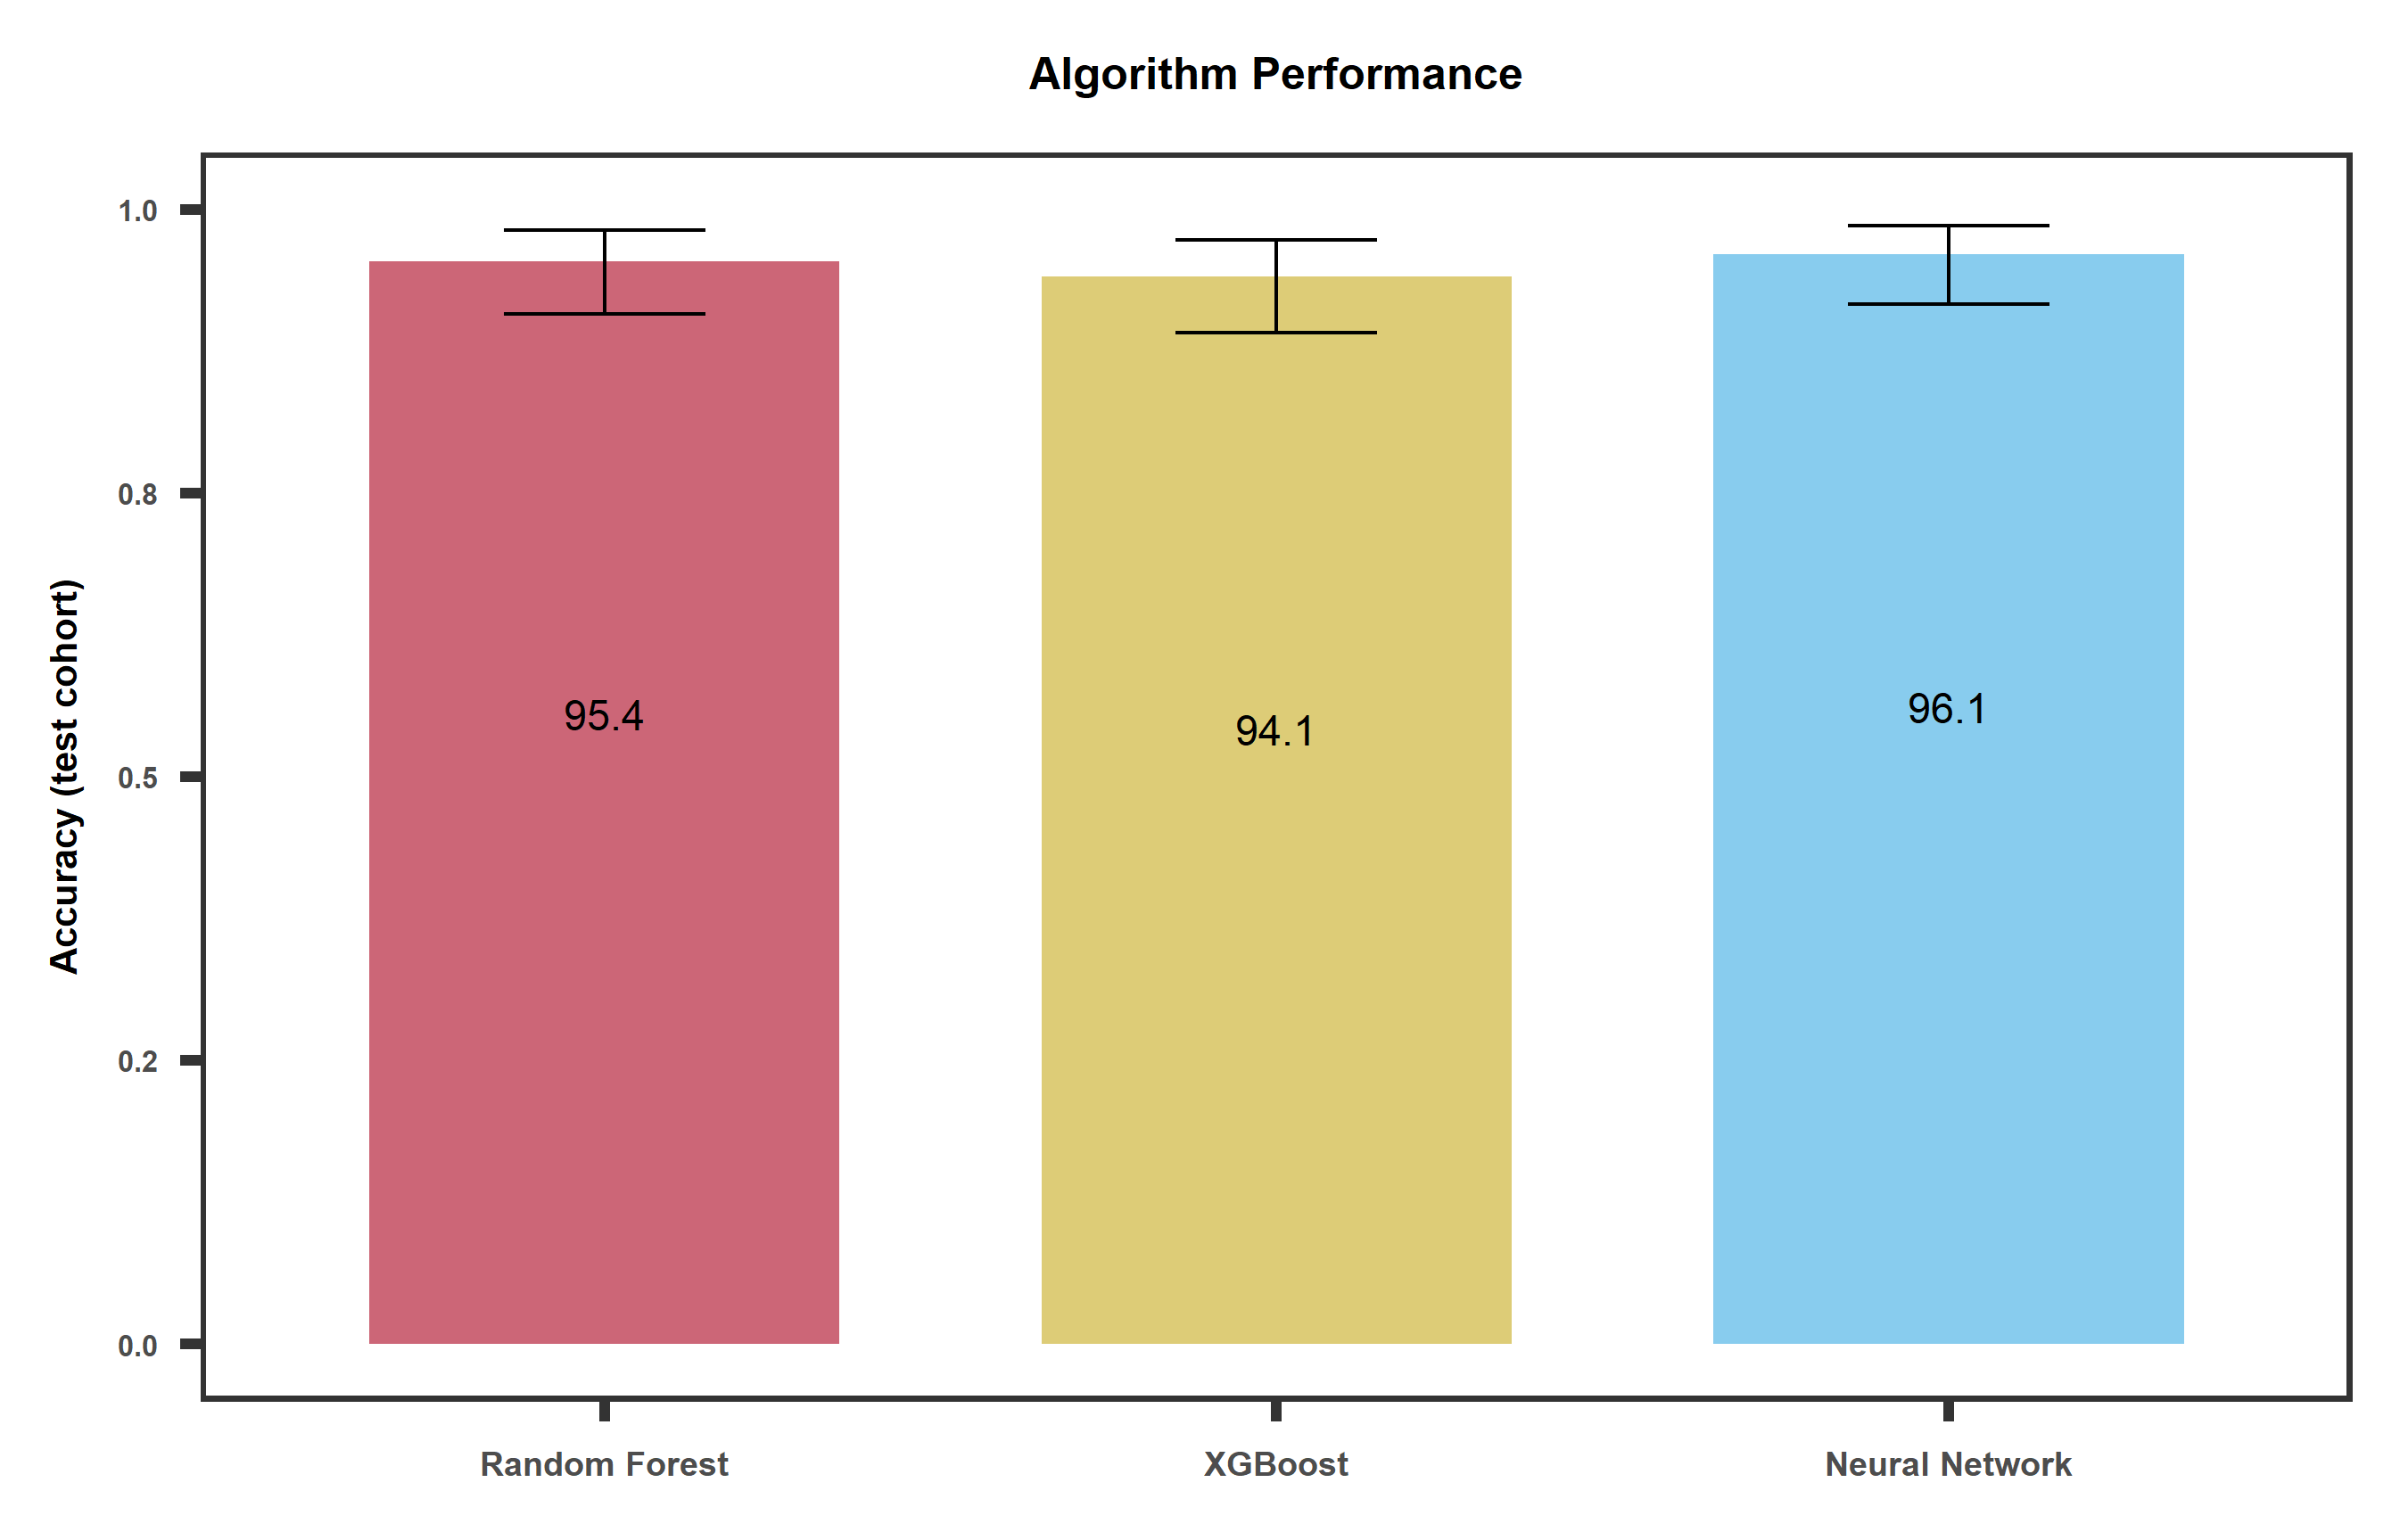 Algorithm Performance
Accuracy (test cohort)
1.0
0.8
0.5
0.2
0.0
95.4
94.1
96.1
Random Forest
XGBoost
Neural Network